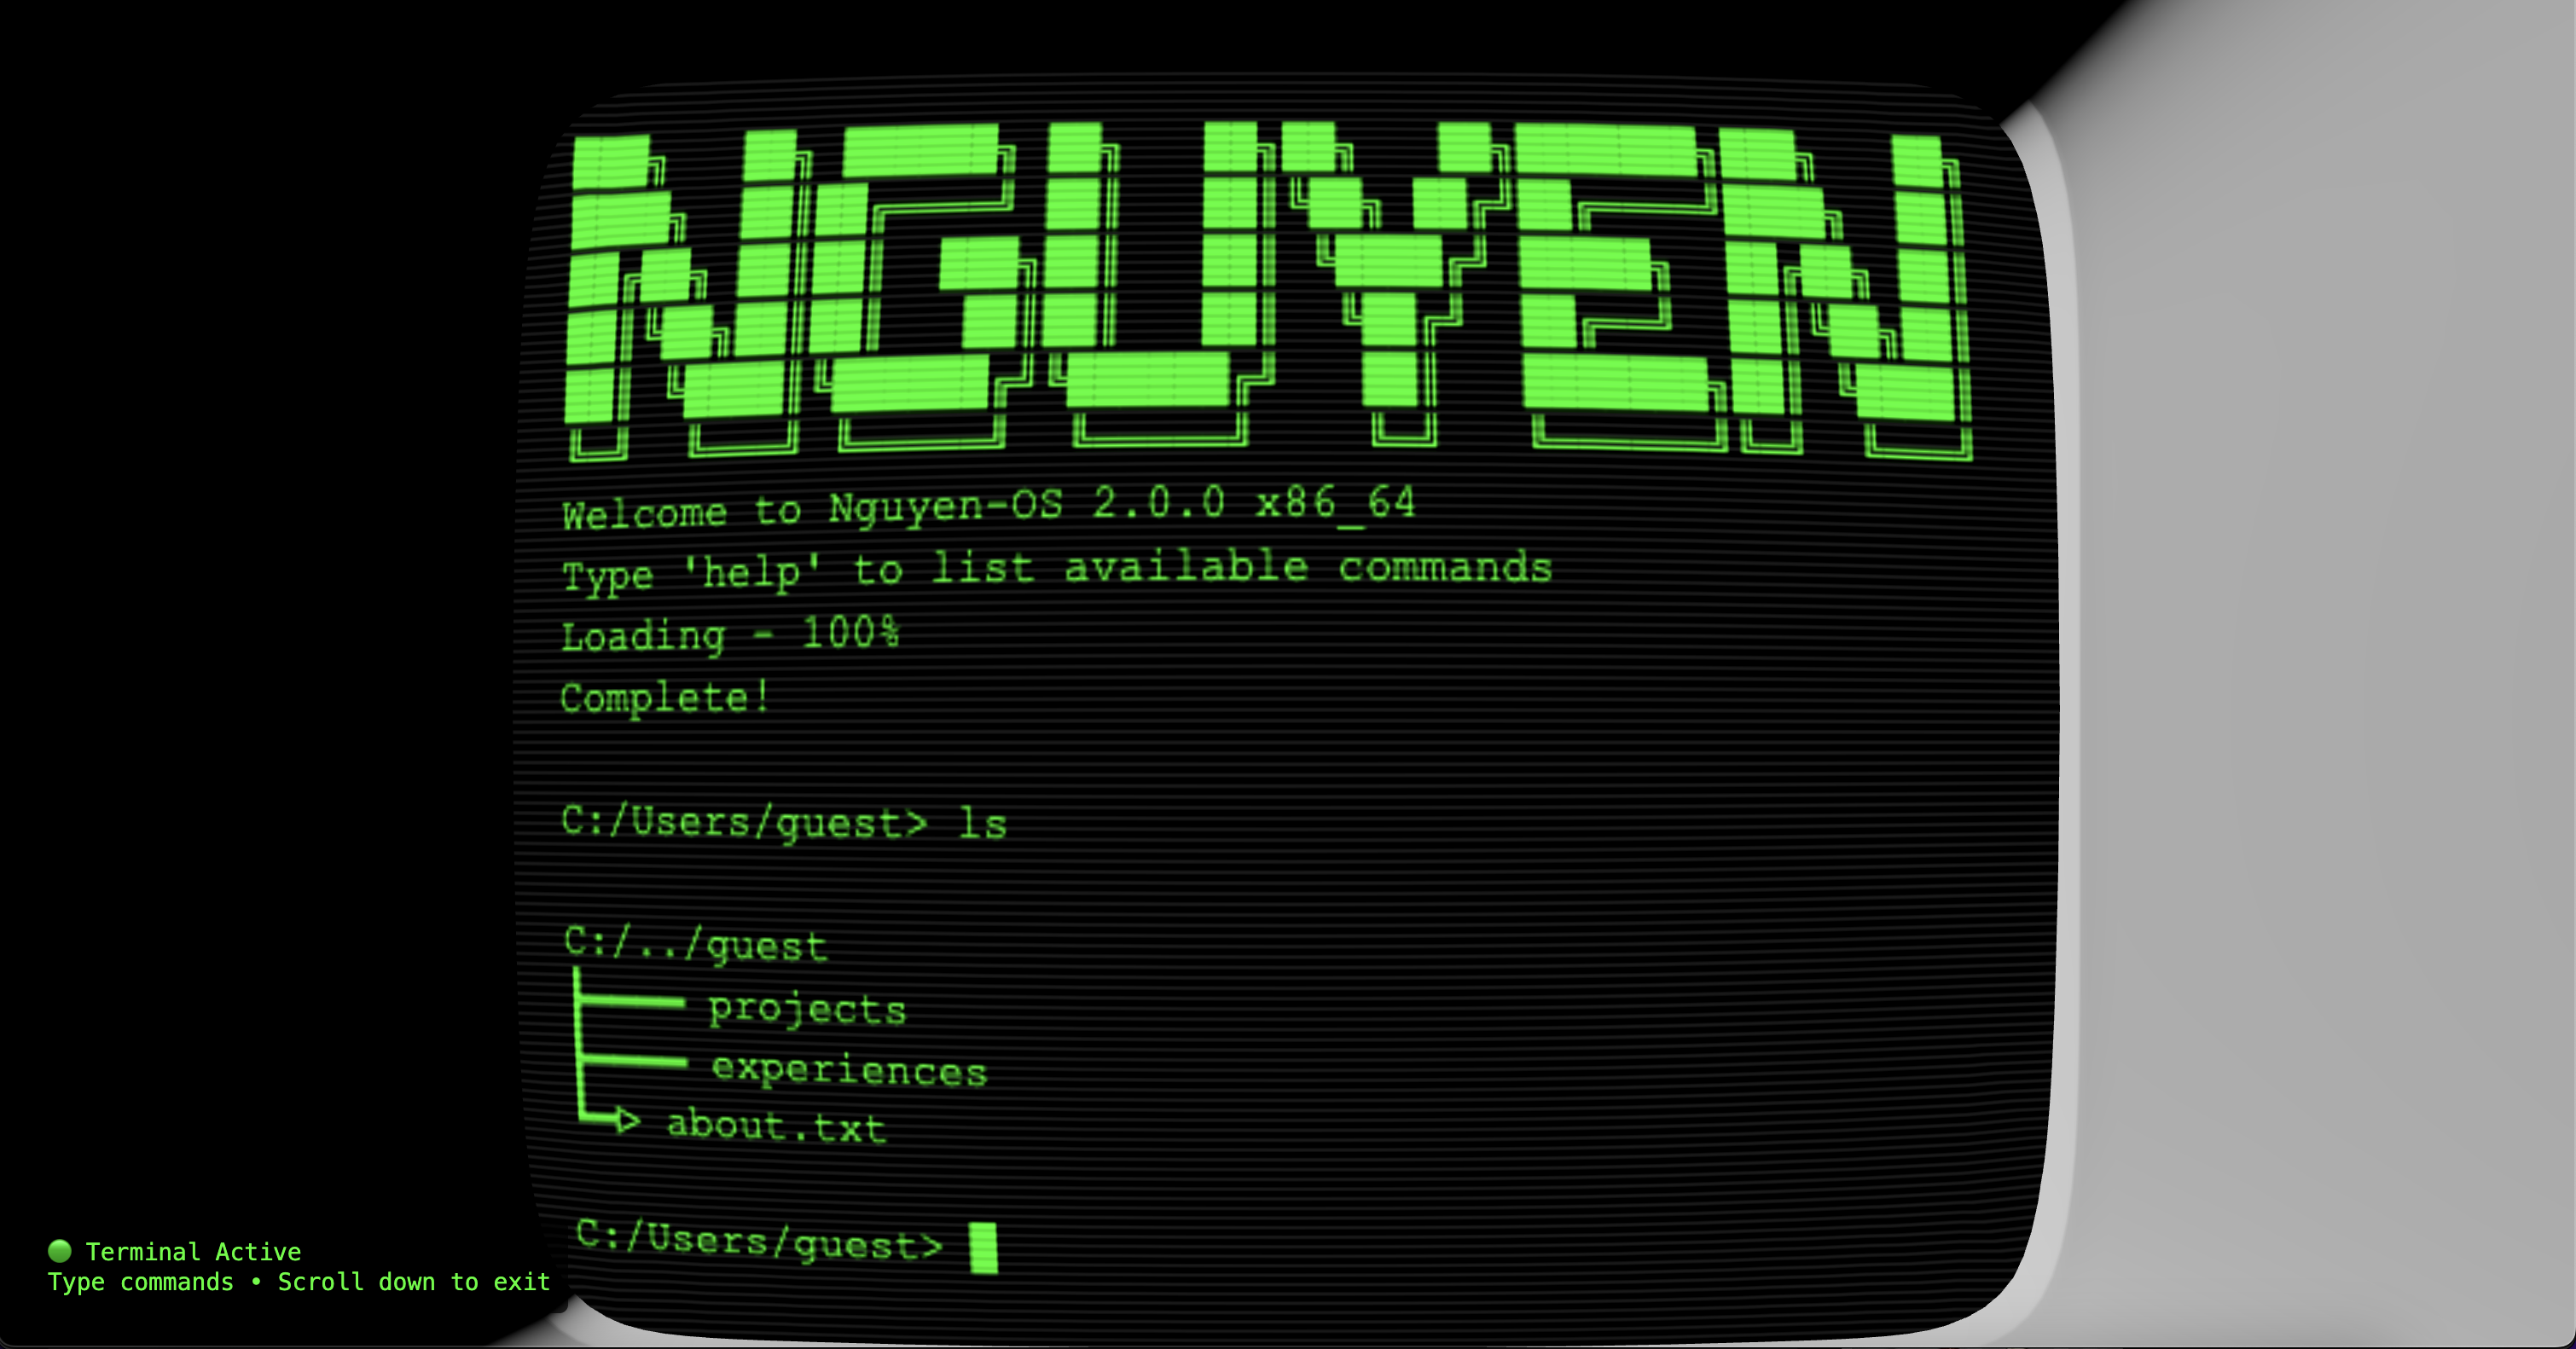 NGUYEN
Welcome to Nguyen-OS 2.0.0 x86_64
Type 'help' to list available commands
Loading - 100%
Complete!
C:/Users/guest> ls
C:/../guest
projects
experiences
about.txt
C:/Users/guest>
Terminal Active
Type commands • Scroll down to exit